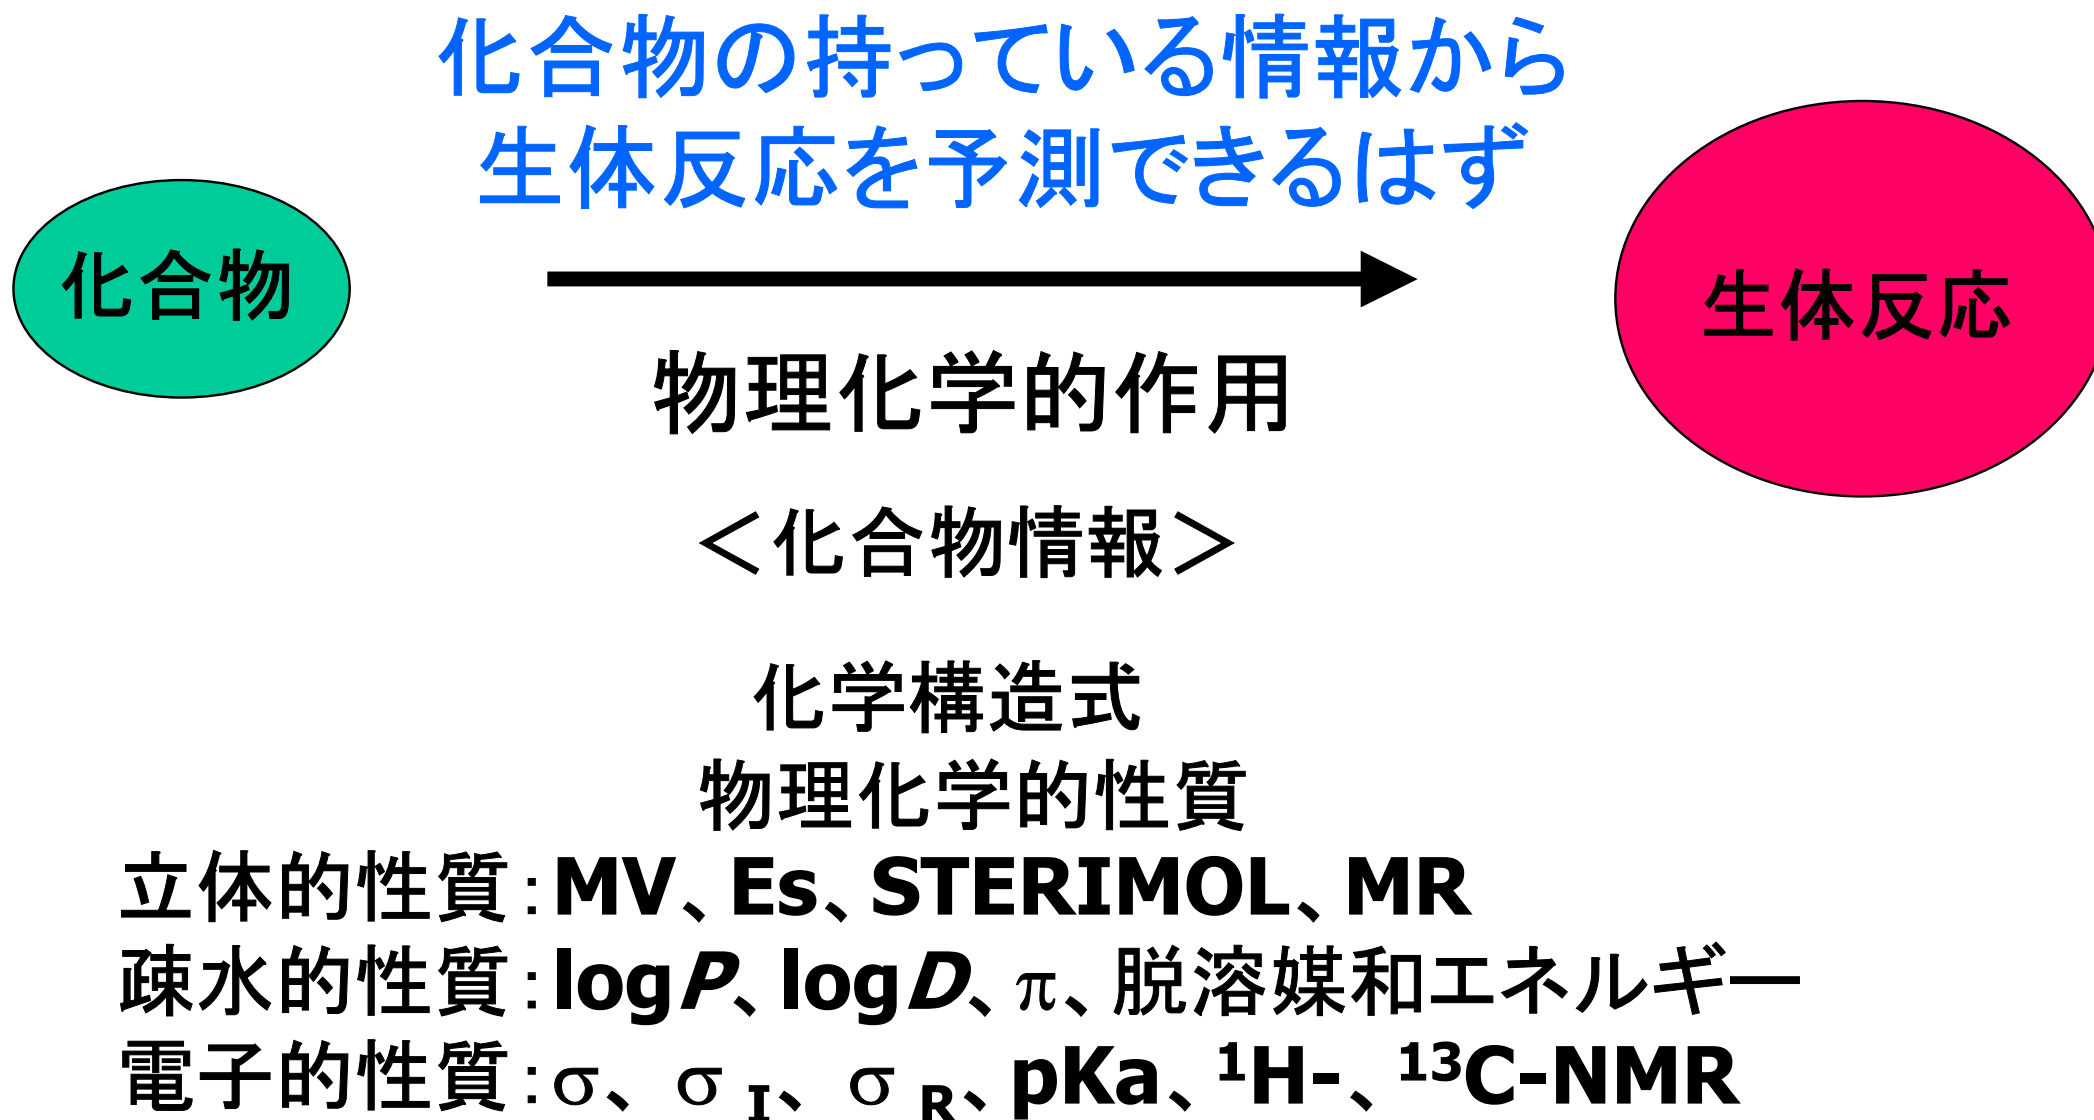 化合物の持っている情報から
生体反応を予測できるはず
化合物
生体反応
物理化学的作用
＜化合物情報＞
化学構造式
物理化学的性質
立体的性質：MV、Es、STERIMOL、MR
疎水的性質：logP、logD、π、脱溶媒和エネルギー
電子的性質：σ、σI、σR、pKa、¹H-、¹³C-NMR